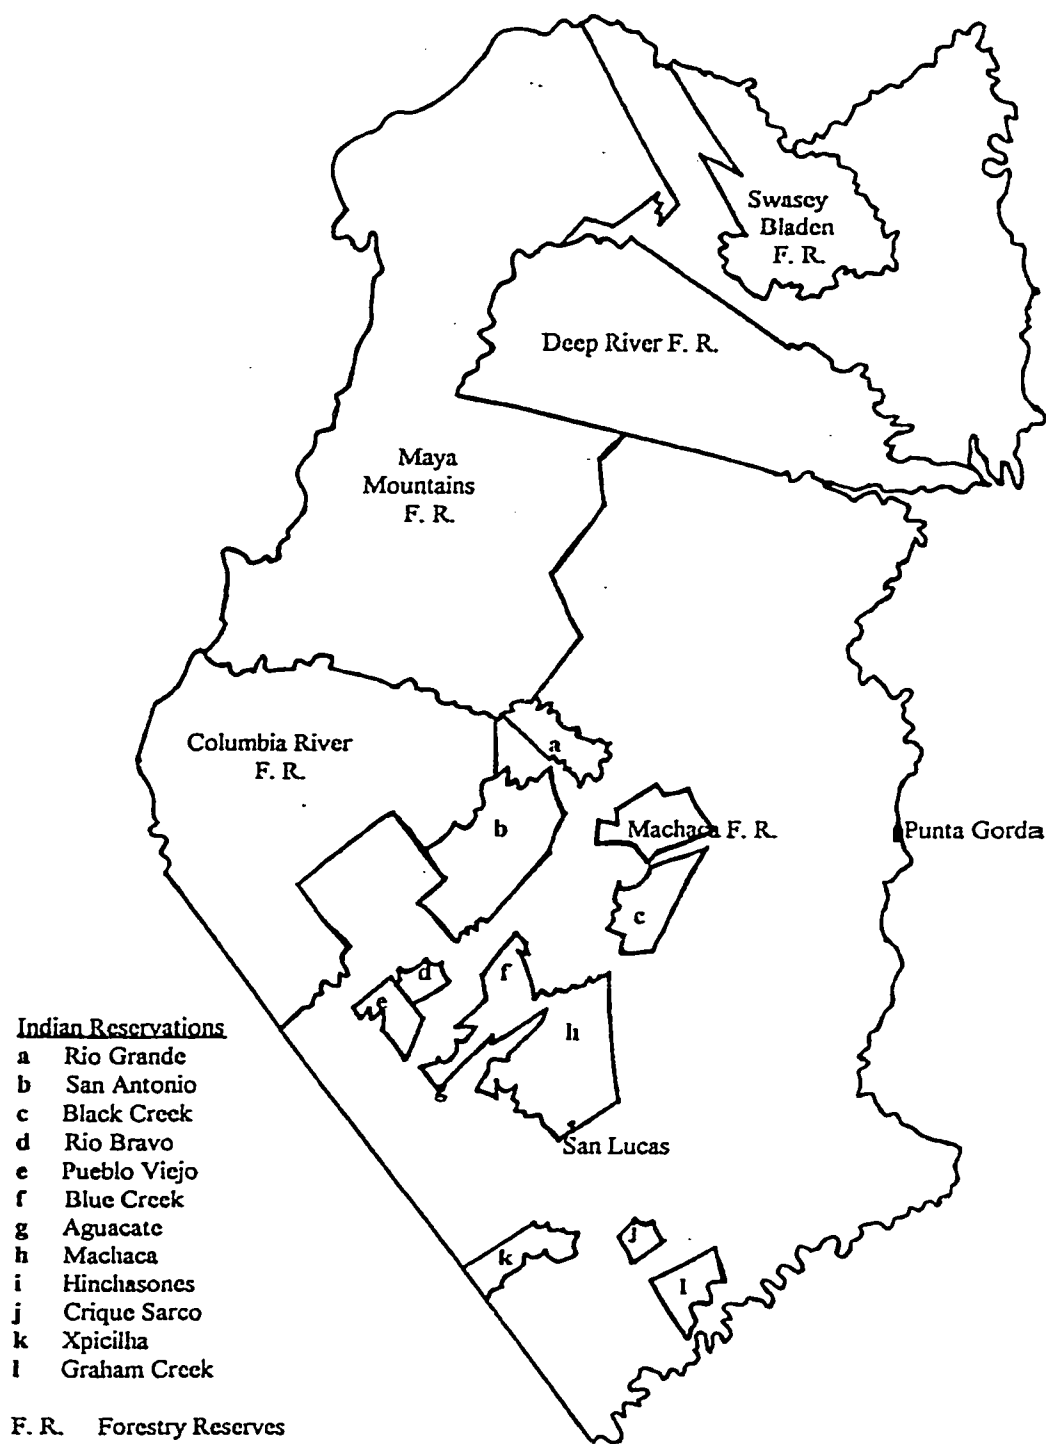 Swasey
Bladen
F. R.
Deep River F. R.
Maya
Mountains
F. R.
Columbia River
F. R.
a
b
Machaca F. R.
Punta Gorda
c
d
e
f
g
h
San Lucas
j
k
l
Indian Reservations
a Rio Grande
b San Antonio
c Black Creek
d Rio Bravo
e Pueblo Viejo
f Blue Creek
g Aguacate
h Machaca
i Hinchasones
j Crique Sarco
k Xpicilha
l Graham Creek
F. R. Forestry Reserves